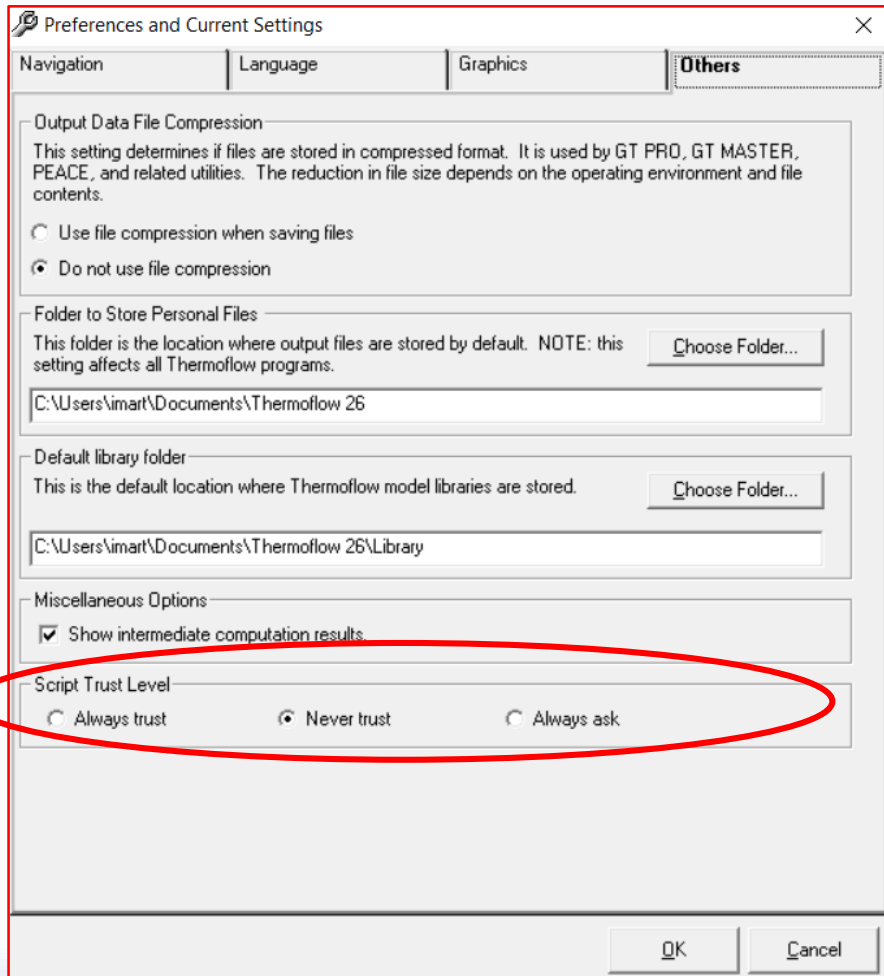 Preferences and Current Settings
Navigation
Language
Graphics
Others
Output Data File Compression
This setting determines if files are stored in compressed format. It is used by GT PRO, GT MASTER,
PEACE, and related utilities. The reduction in file size depends on the operating environment and file
contents.
Use file compression when saving files
Do not use file compression
Folder to Store Personal Files
This folder is the location where output files are stored by default. NOTE: this
setting affects all Thermoflow programs.
Choose Folder...
C:\Users\imart\Documents\Thermoflow 26
Default library folder
This is the default location where Thermoflow model libraries are stored.
Choose Folder...
C:\Users\imart\Documents\Thermoflow 26\Library
Miscellaneous Options
Show intermediate computation results.
Script Trust Level
Always trust
Never trust
Always ask
OK
Cancel